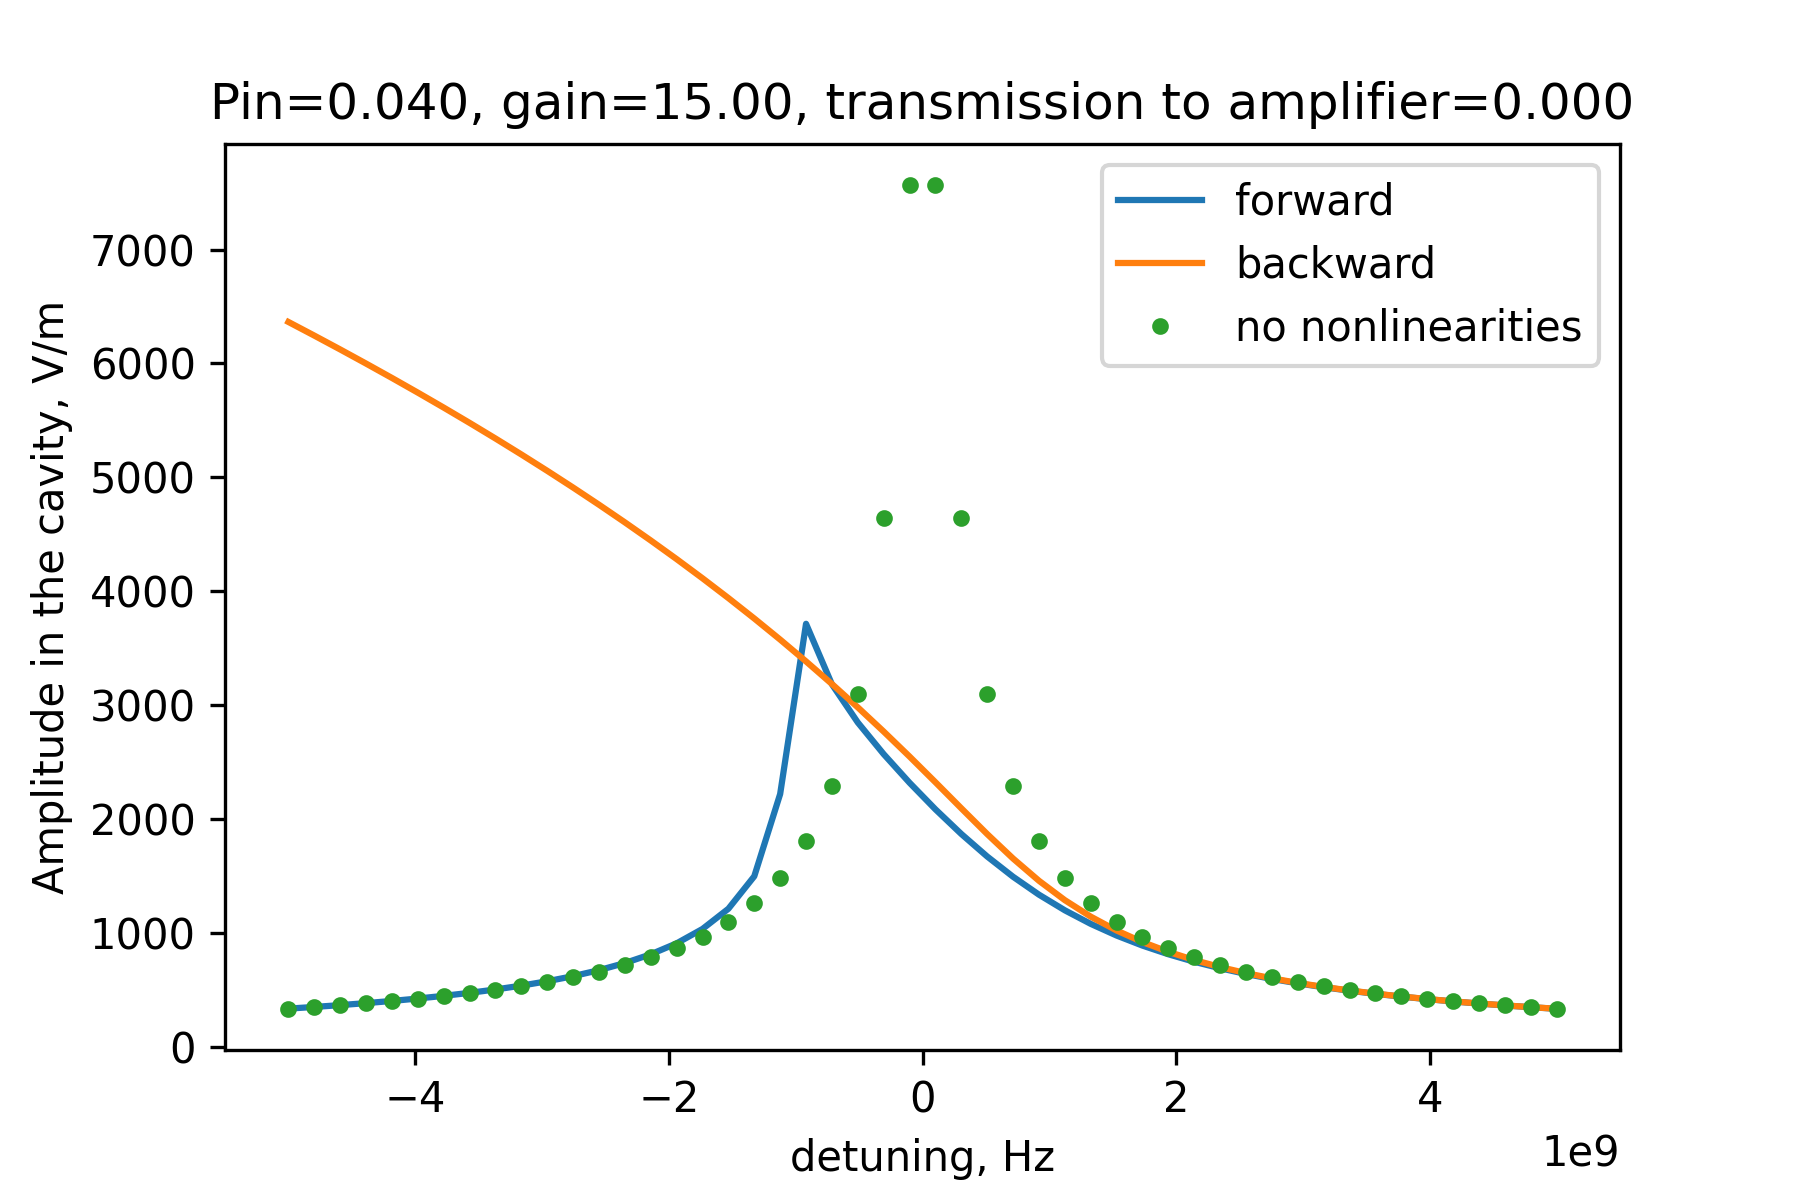 Pin=0.040, gain=15.00, transmission to amplifier=0.000
forward
backward
no nonlinearities
Amplitude in the cavity, V/m
7000
6000
5000
4000
3000
2000
1000
0
−4 −2 0 2 4
1e9
detuning, Hz